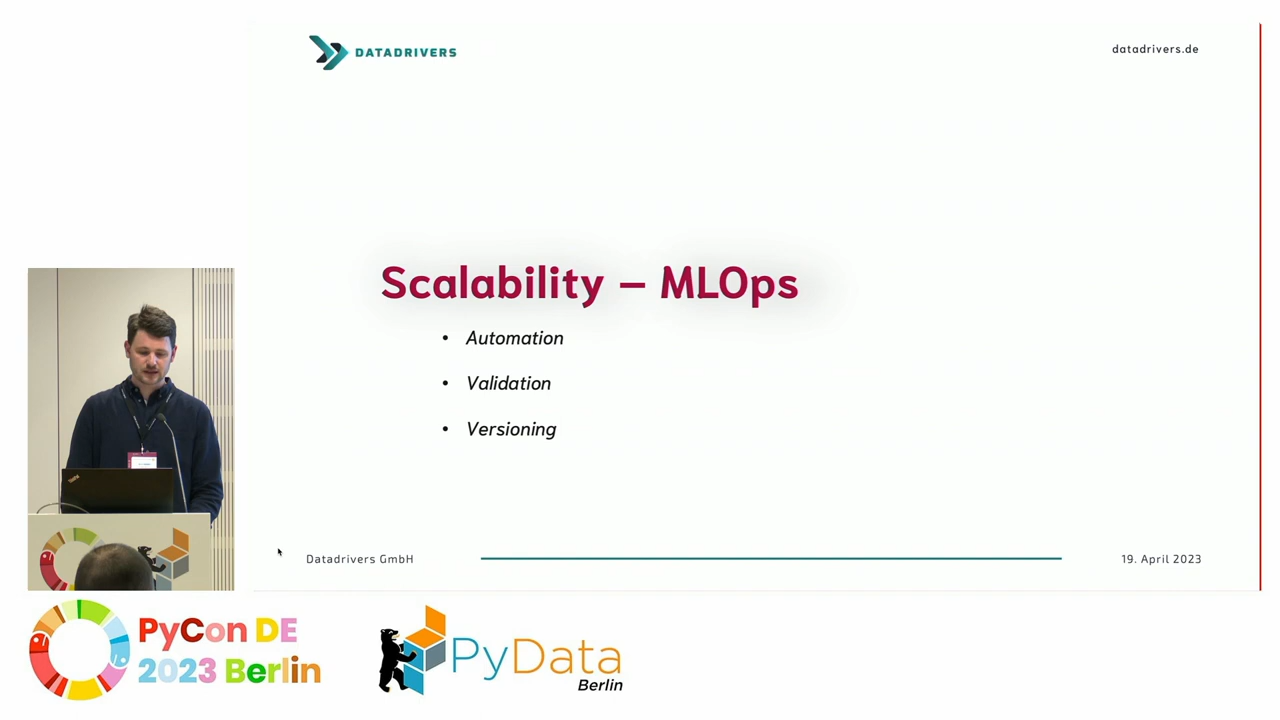 DATADRIVERS
datadrivers.de
Scalability – MLOps
• Automation
• Validation
• Versioning
Datadrivers GmbH
19. April 2023
PyCon DE
2023 Berlin
PyData
Berlin